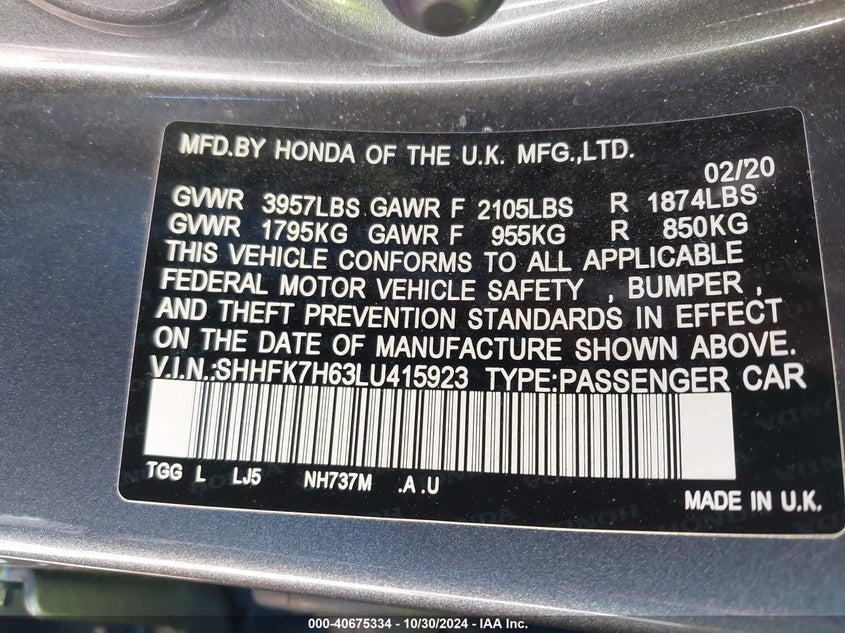 MFD.BY HONDA OF THE U.K. MFG.,LTD.
02/20
GVWR 3957LBS GAWR F 2105LBS R 1874LBS
GVWR 1795KG GAWR F 955KG R 850KG
THIS VEHICLE CONFORMS TO ALL APPLICABLE
FEDERAL MOTOR VEHICLE SAFETY , BUMPER ,
AND THEFT PREVENTION STANDARDS IN EFFECT
ON THE DATE OF MANUFACTURE SHOWN ABOVE.
V.I.N.:SHHFK7H63LU415923 TYPE:PASSENGER CAR
TGG L LJ5 NH737M .A .U
MADE IN U.K.
HONDA
000-40675334 - 10/30/2024 - IAA Inc.